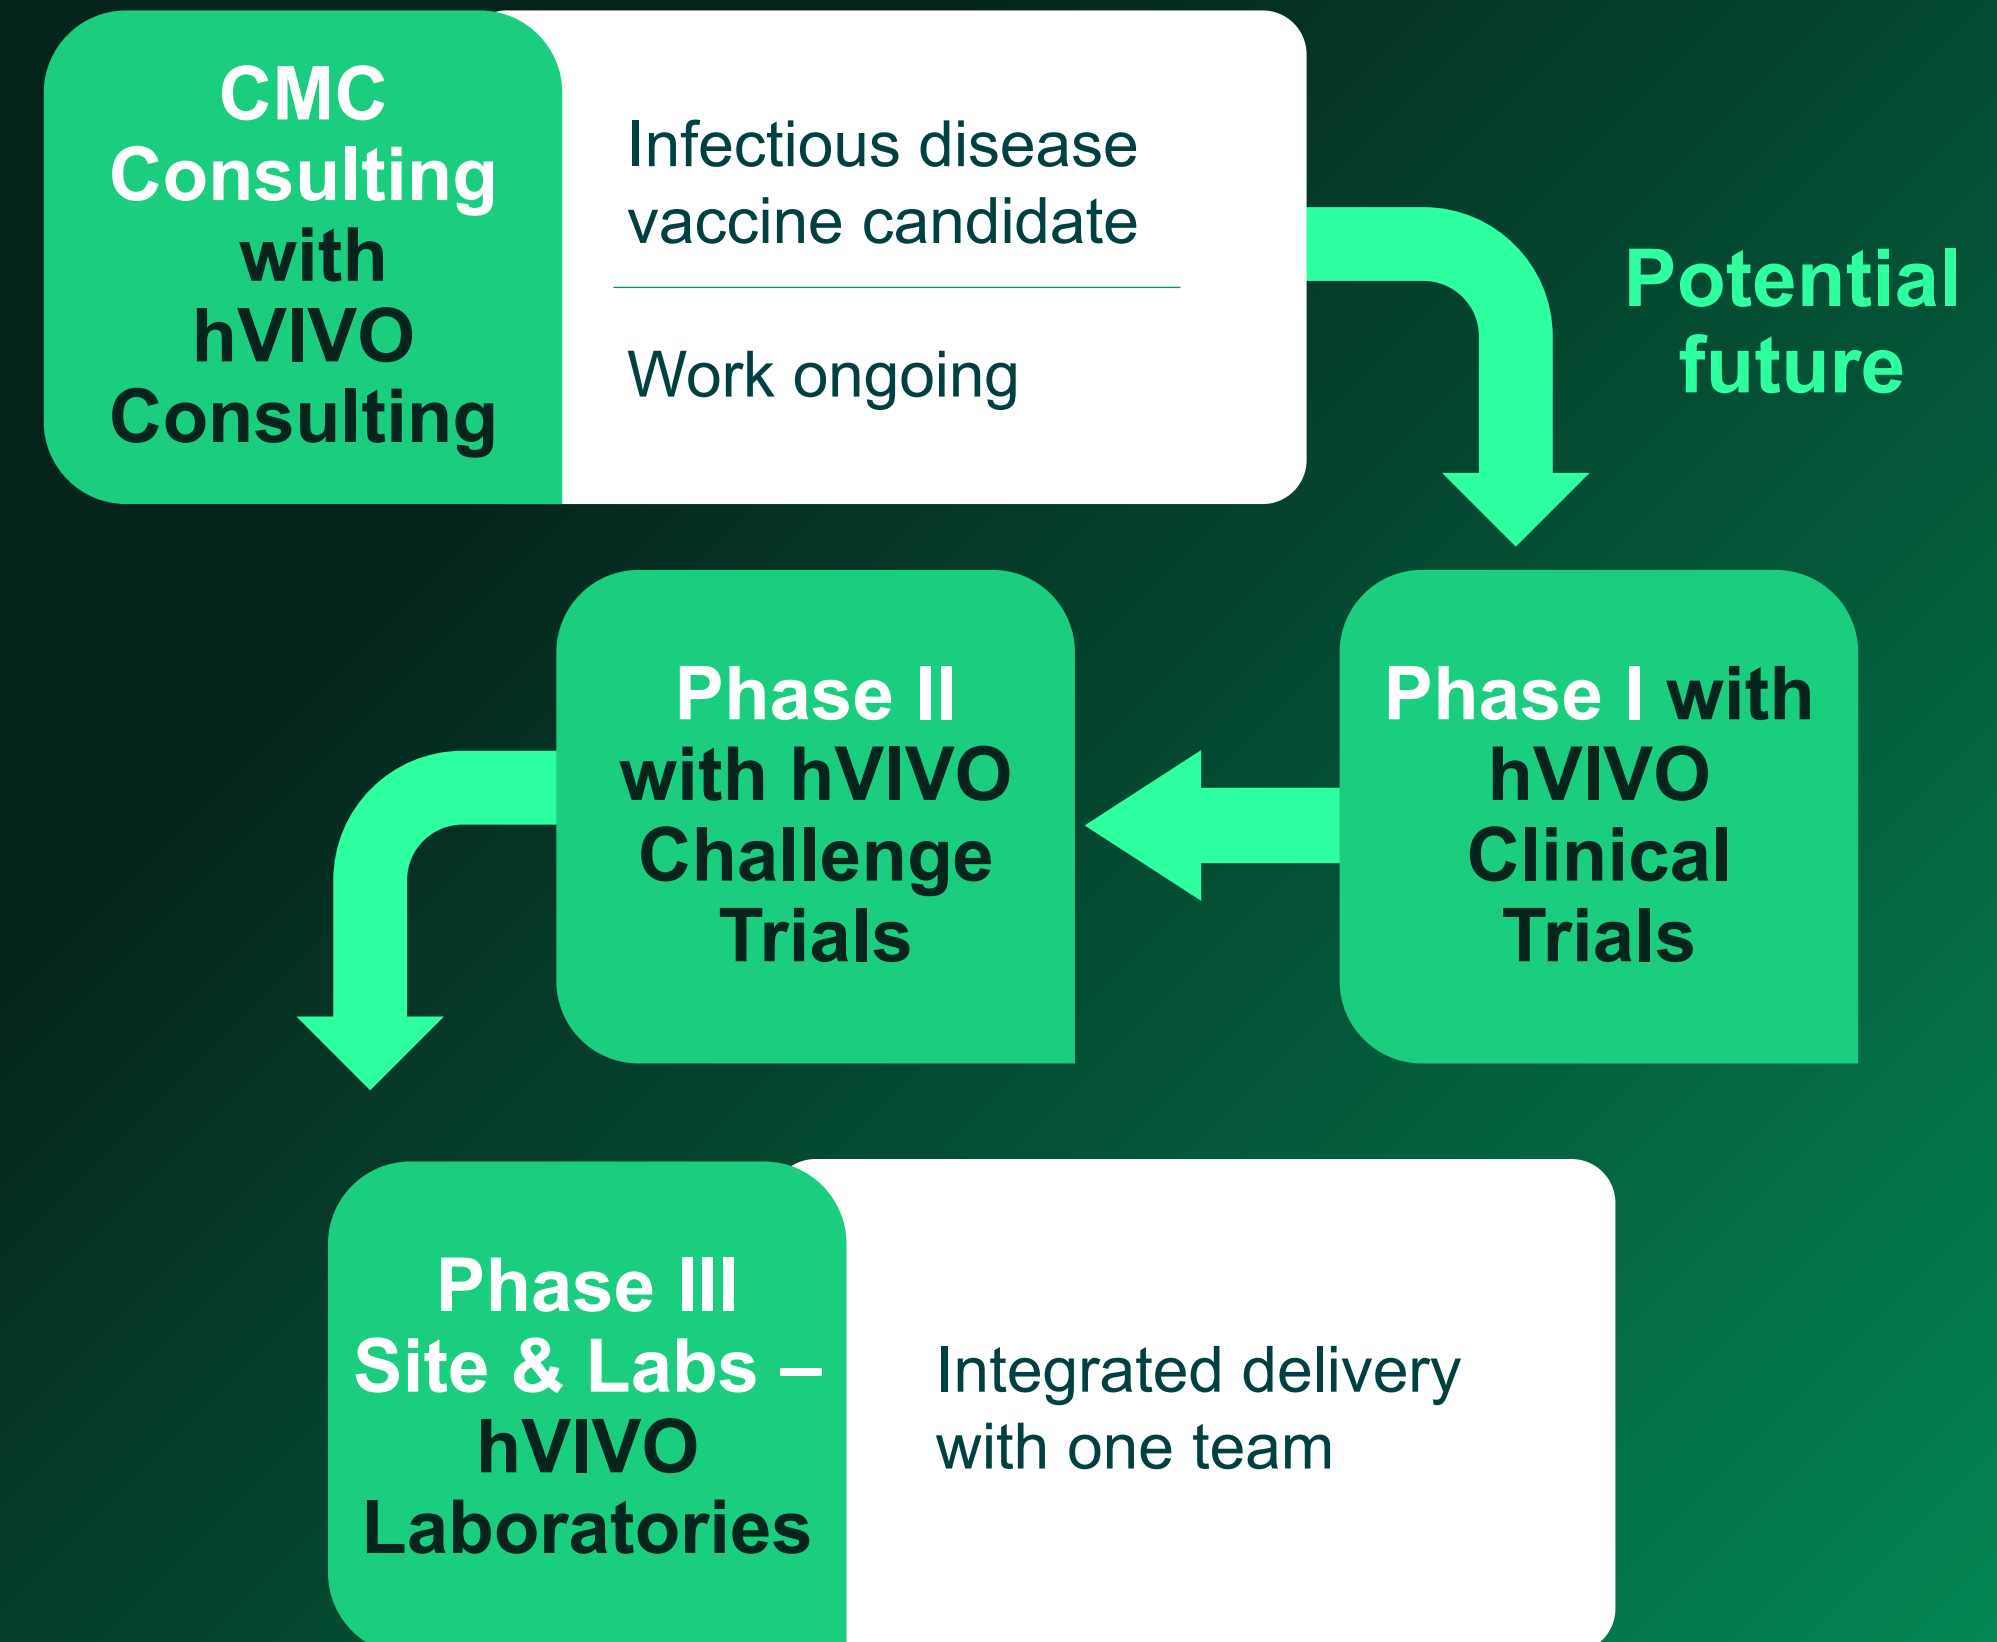 CMC
Consulting
with
hVIVO
Consulting
Infectious disease
vaccine candidate
Work ongoing
Potential
future
Phase I with
hVIVO
Clinical
Trials
Phase II
with hVIVO
Challenge
Trials
Phase III
Site & Labs –
hVIVO
Laboratories
Integrated delivery
with one team